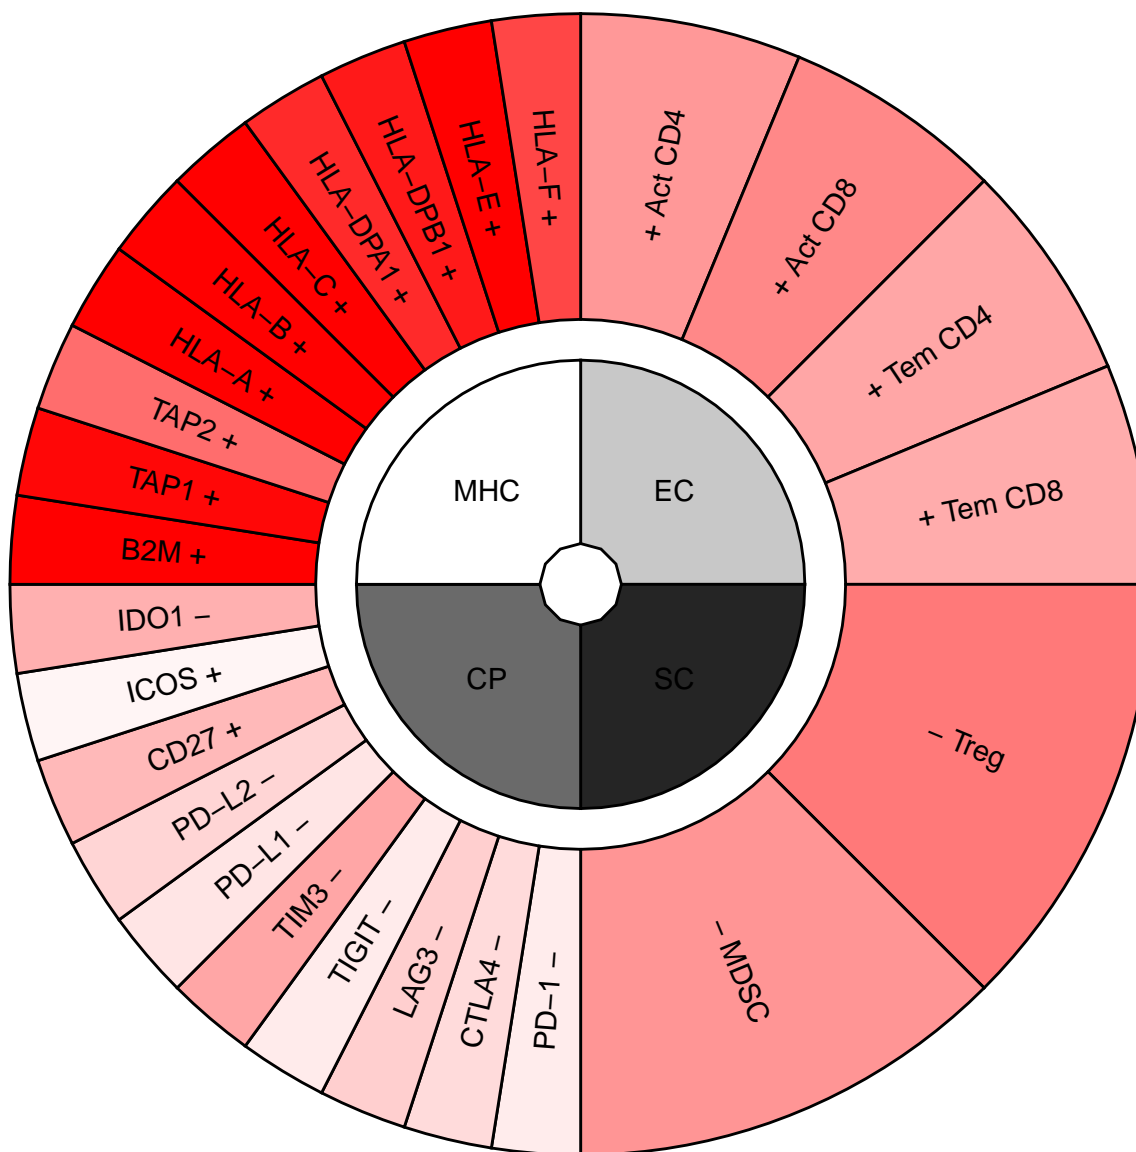 HLA–F +
HLA–E +
HLA–DPB1 +
HLA–DPA1 +
HLA–C +
HLA–B +
HLA–A +
TAP2 +
TAP1 +
B2M +
IDO1 –
ICOS +
CD27 +
PD–L2 –
PD–L1 –
TIM3 –
TIGIT –
LAG3 –
CTLA4 –
PD–1 –
– MDSC
– Treg
+ Tem CD8
+ Tem CD4
+ Act CD8
+ Act CD4
MHC
EC
CP
SC